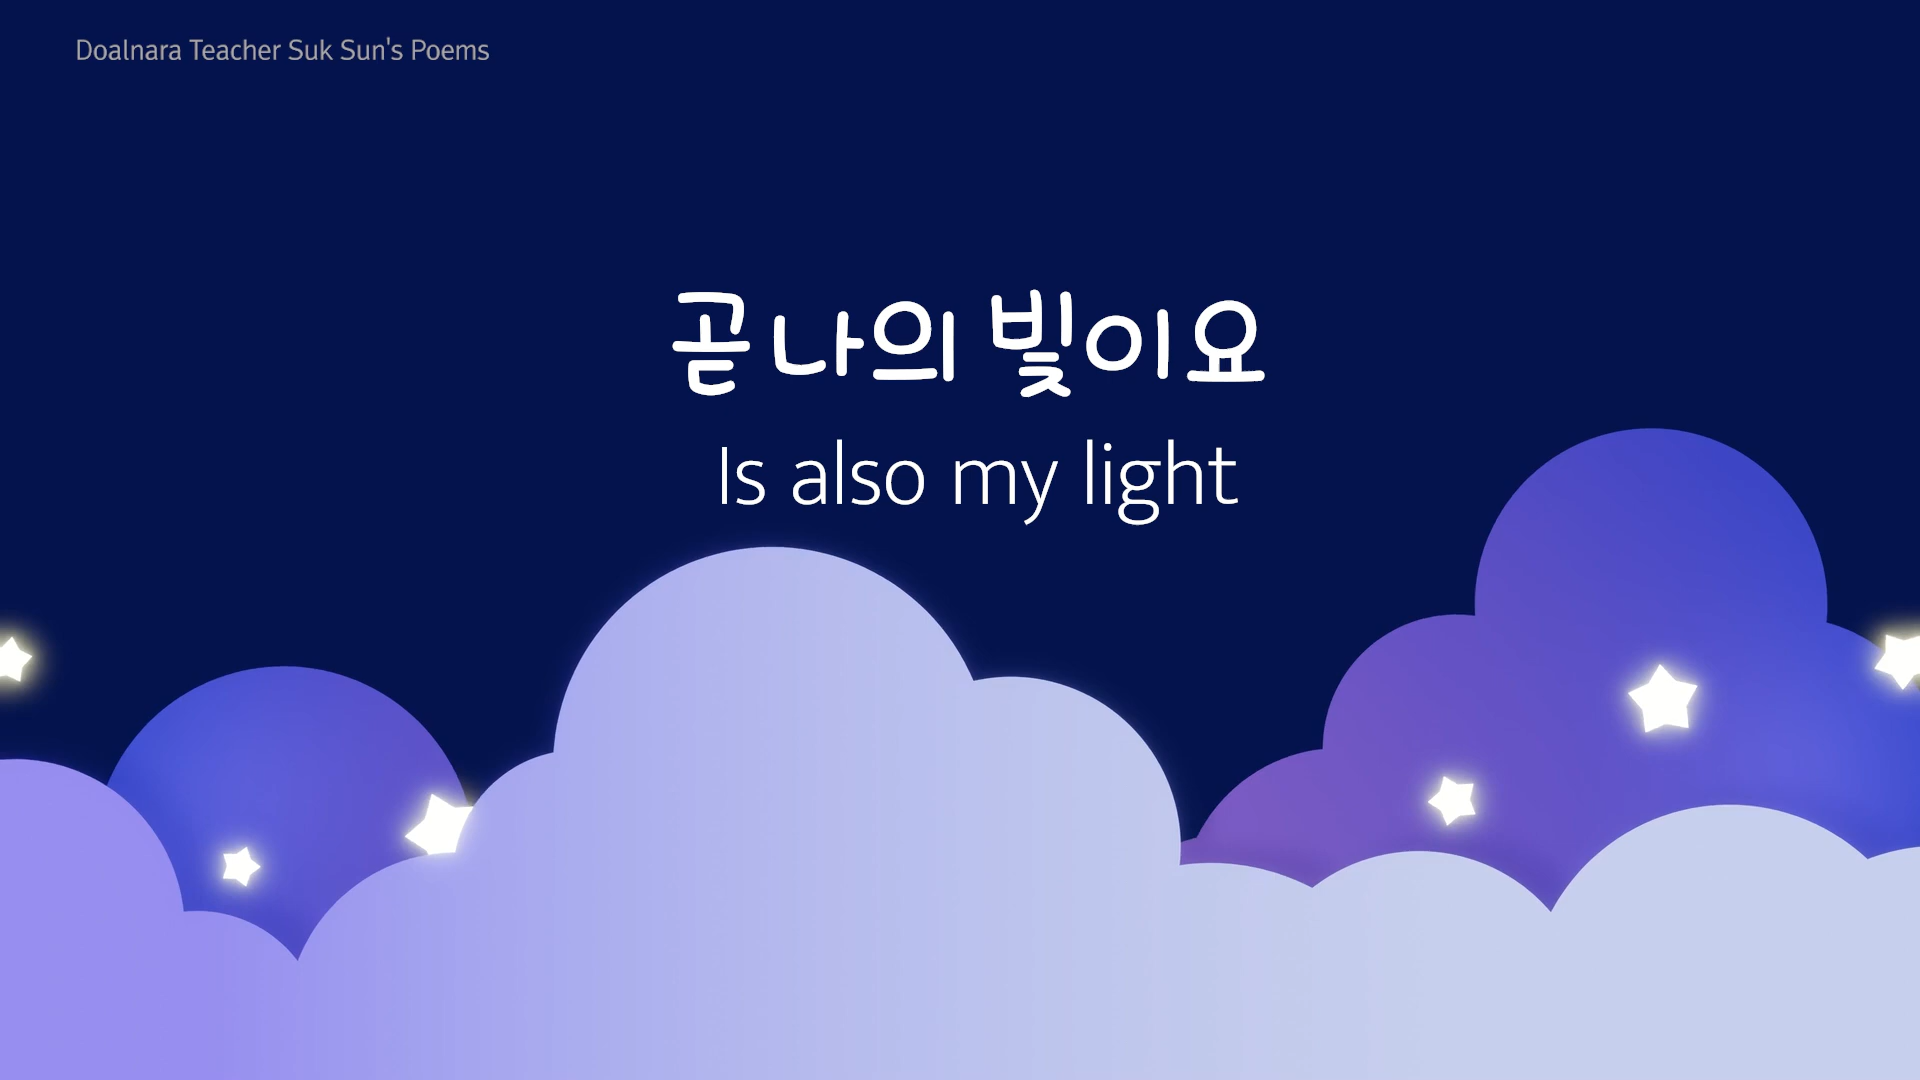 Doalnara Teacher Suk Sun's Poems
곧 나의 빛이요
Is also my light